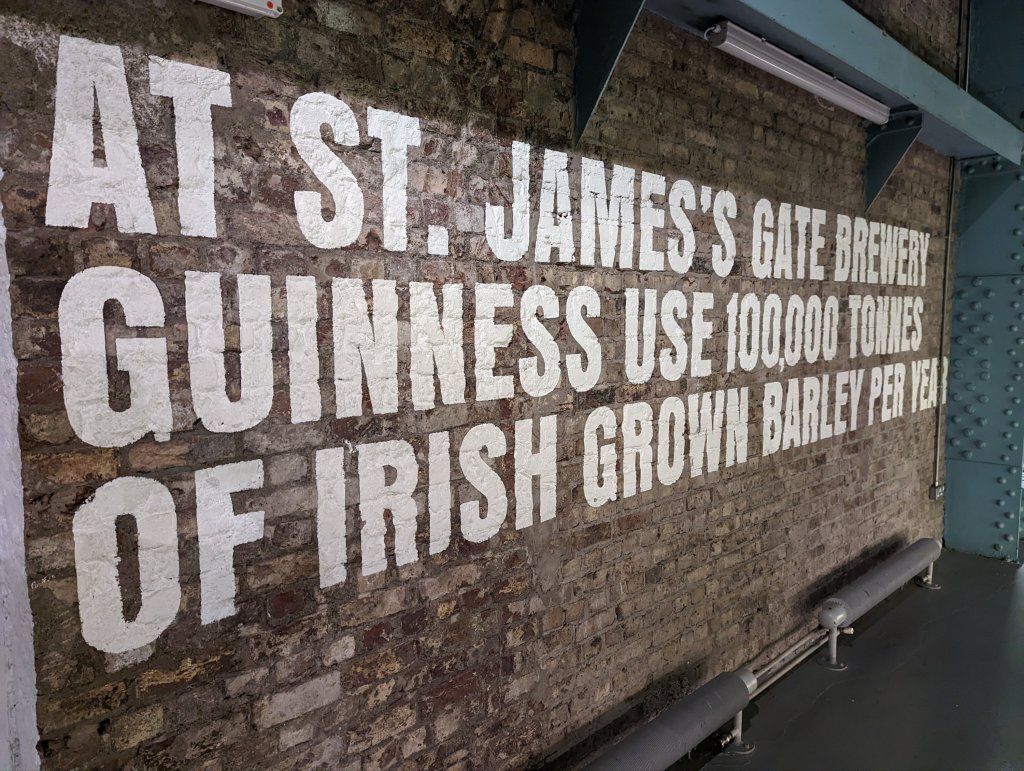 AT ST. JAMES'S GATE BREWERY
GUINNESS USE 100,000 TONNES
OF IRISH GROWN BARLEY PER YEAR